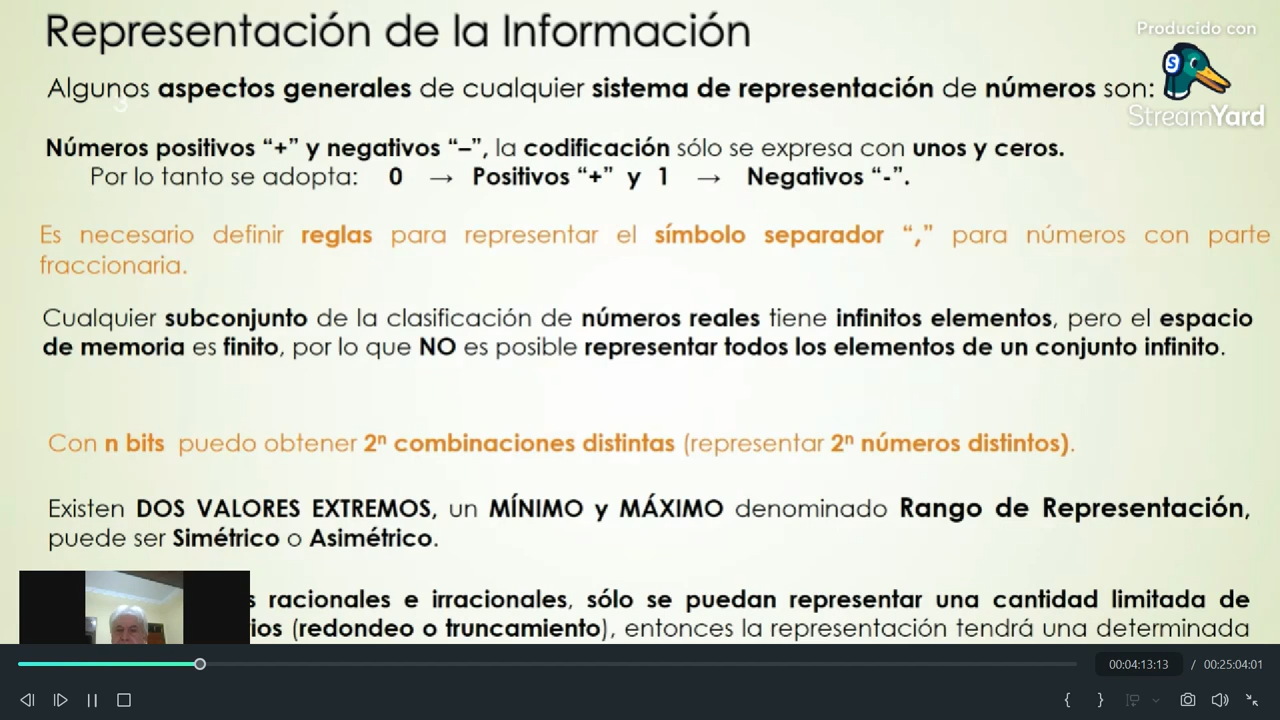 Representación de la Información
Producido con
StreamYard
Algunos aspectos generales de cualquier sistema de representación de números son:
3
Números positivos “+” y negativos “–”, la codificación sólo se expresa con unos y ceros.
Por lo tanto se adopta: 0 → Positivos “+” y 1 → Negativos “-”.
Es necesario definir reglas para representar el símbolo separador “,” para números con parte
fraccionaria.
Cualquier subconjunto de la clasificación de números reales tiene infinitos elementos, pero el espacio
de memoria es finito, por lo que NO es posible representar todos los elementos de un conjunto infinito.
Con n bits puedo obtener 2ⁿ combinaciones distintas (representar 2ⁿ números distintos).
Existen DOS VALORES EXTREMOS, un MÍNIMO y MÁXIMO denominado Rango de Representación,
puede ser Simétrico o Asimétrico.
racionales e irracionales, sólo se puedan representar una cantidad limitada de
(redondeo o truncamiento), entonces la representación tendrá una determinada
00:04:13:13 / 00:25:04:01